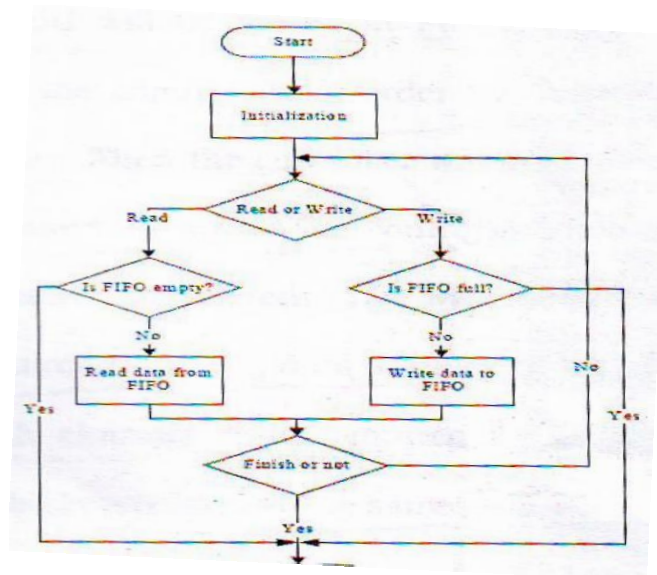 Start
Initialization
Read or Write
Read
Write
Is FIFO empty?
Is FIFO full?
No
No
Read data from
FIFO
Write data to
FIFO
No
Yes
Yes
Finish or not
Yes